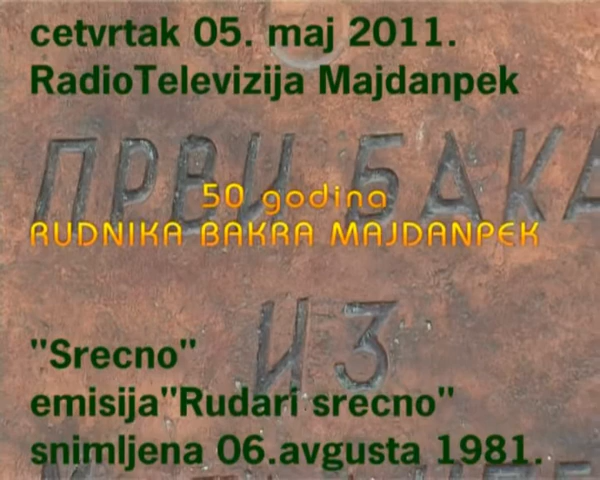 cetvrtak 05. maj 2011.
RadioTelevizija Majdanpek
ПРВИ БАКА
50 godina
RUDNIKA BAKRA MAJDANPEK
ИЗ
"Srecno"
emisija"Rudari srecno"
snimljena 06.avgusta 1981.